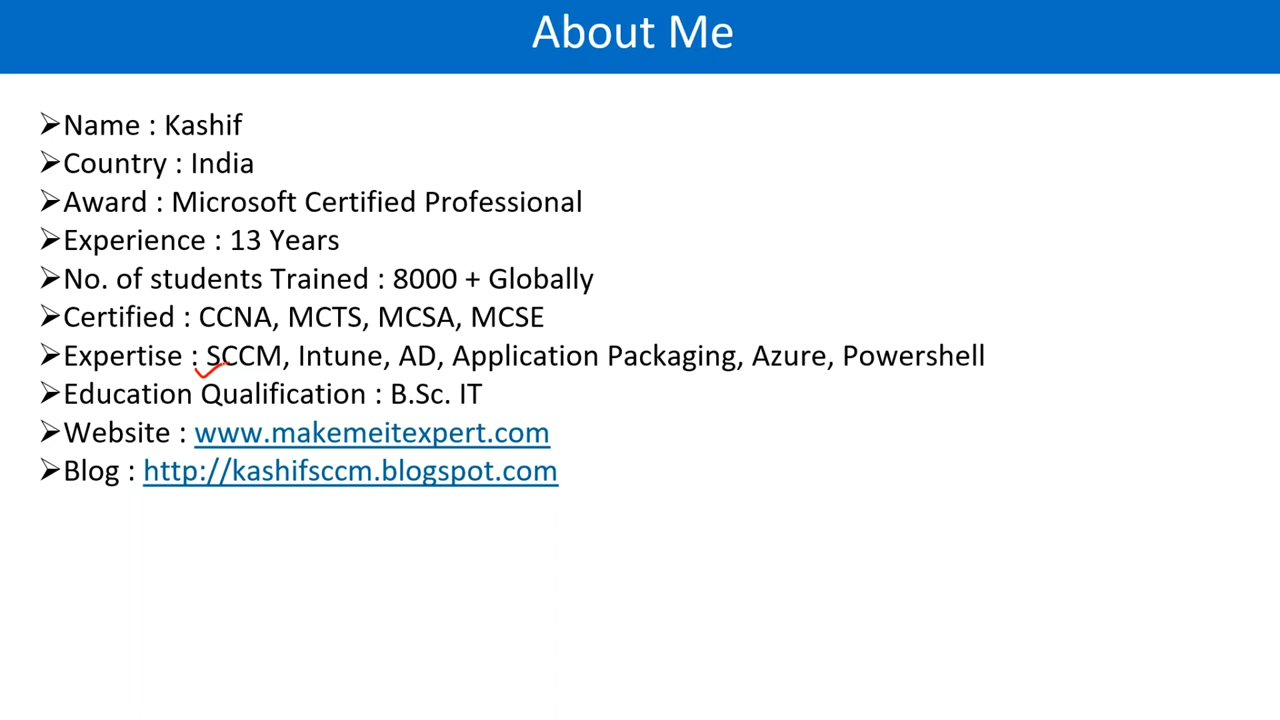 About Me
➢Name : Kashif
➢Country : India
➢Award : Microsoft Certified Professional
➢Experience : 13 Years
➢No. of students Trained : 8000 + Globally
➢Certified : CCNA, MCTS, MCSA, MCSE
➢Expertise : SCCM, Intune, AD, Application Packaging, Azure, Powershell
➢Education Qualification : B.Sc. IT
➢Website : www.makemeitexpert.com
➢Blog : http://kashifsccm.blogspot.com